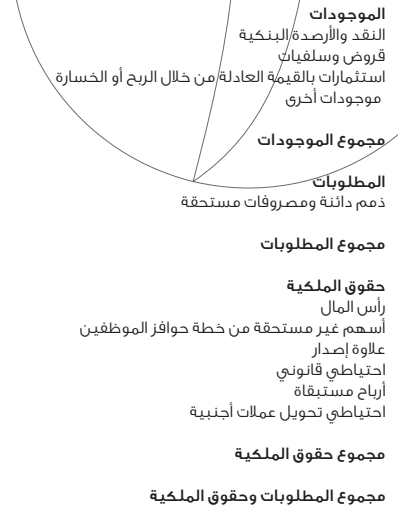 الموجودات
النقد والأرصدة البنكية
قروض وسلفيات
استثمارات بالقيمة العادلة من خلال الربح أو الخسارة
موجودات أخرى
مجموع الموجودات
المطلوبات
ذمم دائنة ومصروفات مستحقة
مجموع المطلوبات
حقوق الملكية
رأس المال
أسهم غير مستحقة من خطة حوافز الموظفين
علاوة إصدار
احتياطي قانوني
أرباح مستبقاة
احتياطي تحويل عملات أجنبية
مجموع حقوق الملكية
مجموع المطلوبات وحقوق الملكية